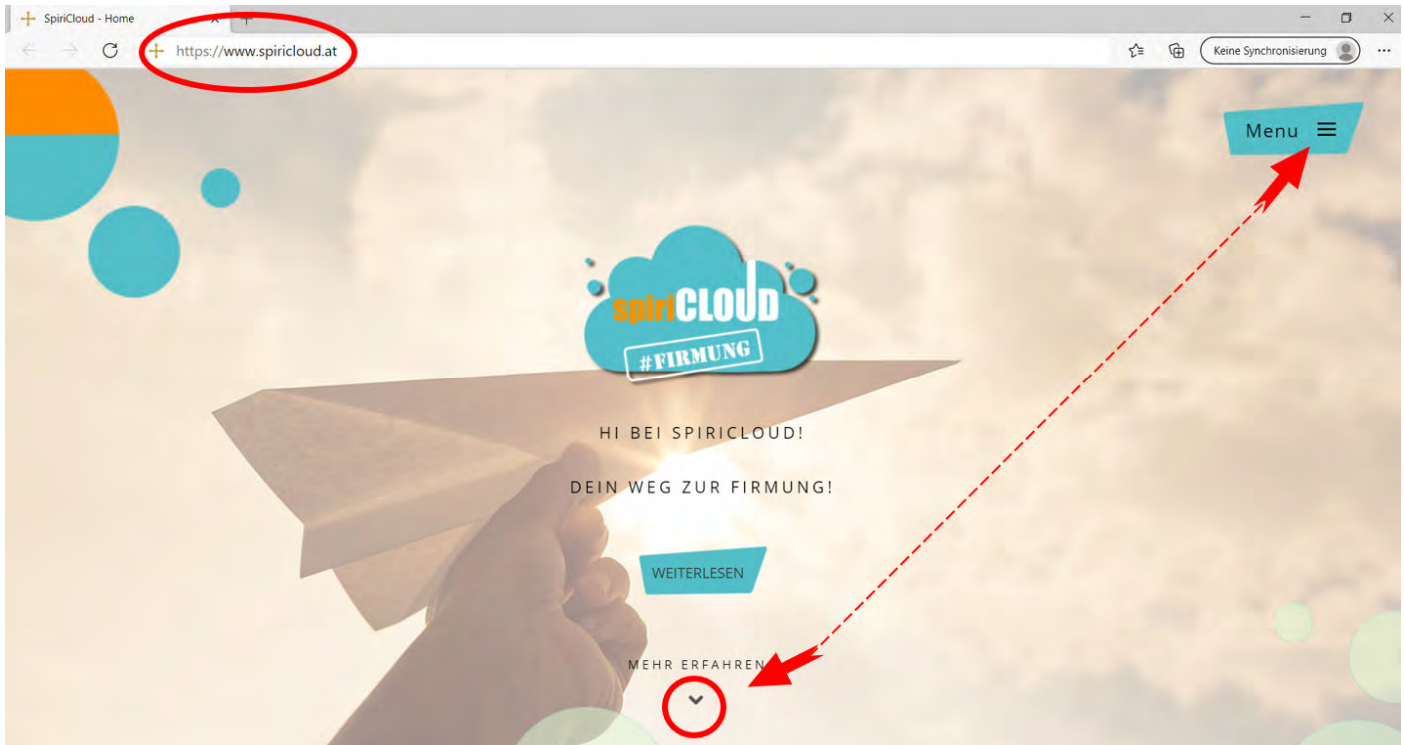 SpiriCloud - Home
https://www.spiricloud.at
Keine Synchronisierung
Menu
spiriCLOUD
#FIRMUNG
HI BEI SPIRICLOUD!
DEIN WEG ZUR FIRMUNG!
WEITERLESEN
MEHR ERFAHREN